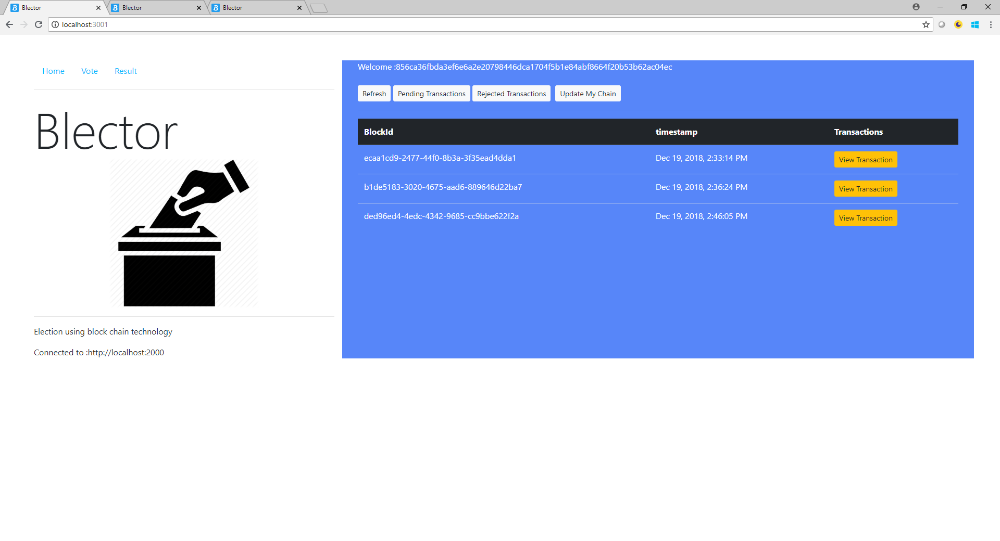 Blector
Blector
Blector
localhost:3001
Home Vote Result
Blector
Election using block chain technology
Connected to :http://localhost:2000
Welcome :856ca36fbda3ef6e6a2e20798446dca1704f5b1e84abf8664f20b53b62ac04ec
Refresh Pending Transactions Rejected Transactions Update My Chain
BlockId timestamp Transactions
ecaa1cd9-2477-44f0-8b3a-3f35ead4dda1 Dec 19, 2018, 2:33:14 PM View Transaction
b1de5183-3020-4675-aad6-889646d22ba7 Dec 19, 2018, 2:36:24 PM View Transaction
ded96ed4-4edc-4342-9685-cc9bbe622f2a Dec 19, 2018, 2:46:05 PM View Transaction